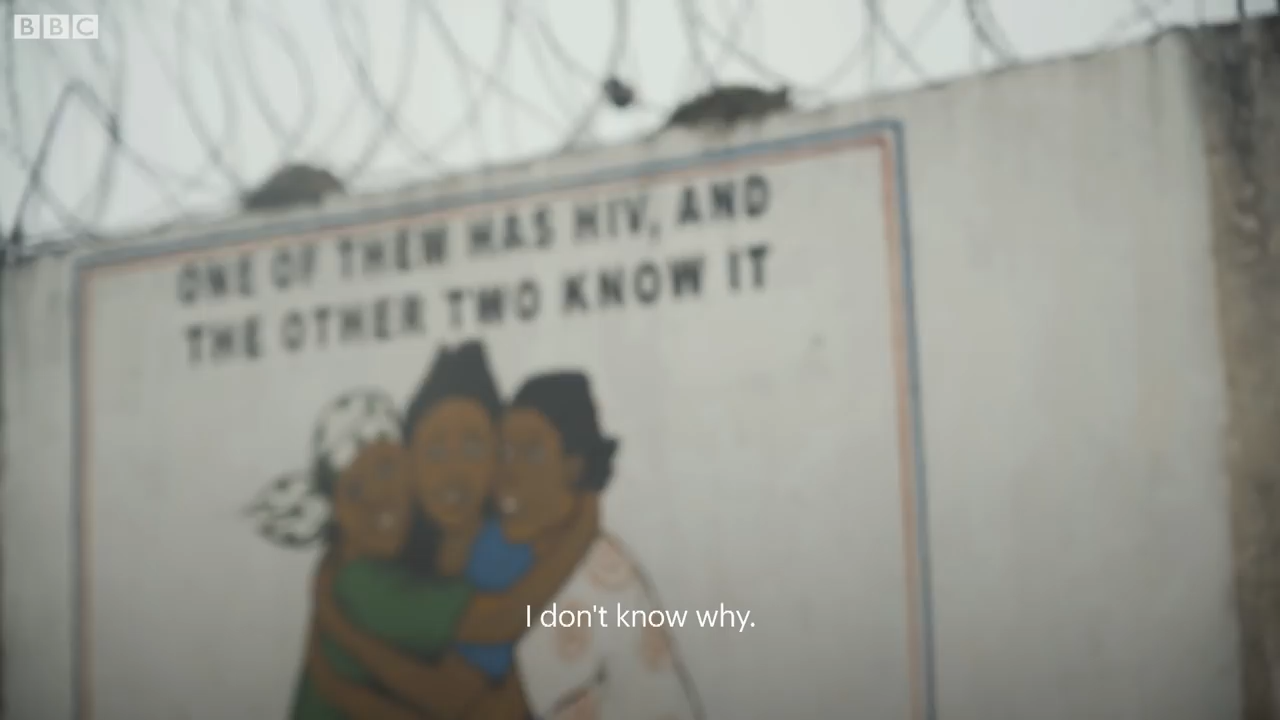 BBC
ONE OF THEM HAS HIV, AND
THE OTHER TWO KNOW IT
I don't know why.